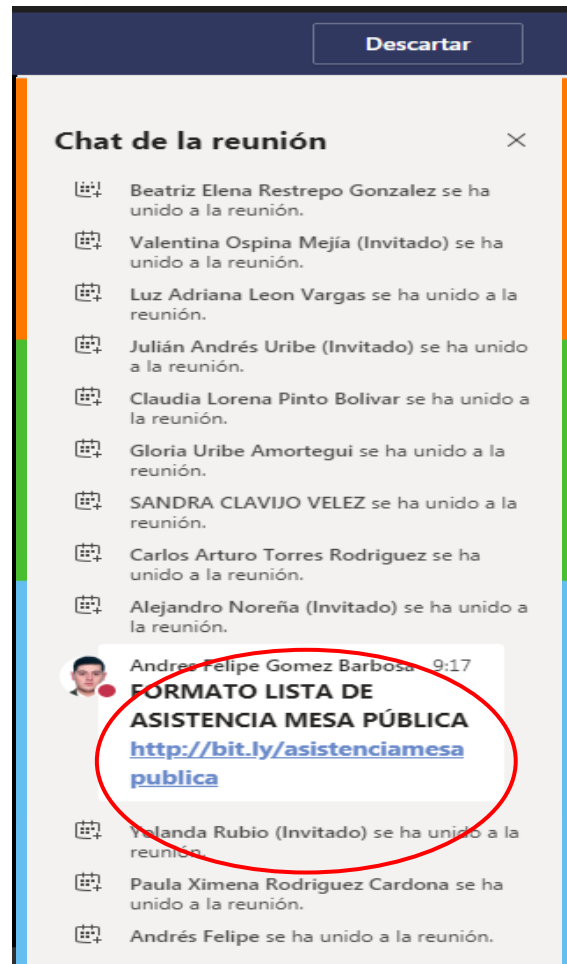 Descartar
Chat de la reunión
Beatriz Elena Restrepo Gonzalez se ha
unido a la reunión.
Valentina Ospina Mejía (Invitado) se ha
unido a la reunión.
Luz Adriana Leon Vargas se ha unido a la
reunión.
Julián Andrés Uribe (Invitado) se ha unido
a la reunión.
Claudia Lorena Pinto Bolivar se ha unido a
la reunión.
Gloria Uribe Amortegui se ha unido a la
reunión.
SANDRA CLAVIJO VELEZ se ha unido a la
reunión.
Carlos Arturo Torres Rodriguez se ha
unido a la reunión.
Alejandro Noreña (Invitado) se ha unido a
la reunión.
Andres Felipe Gomez Barbosa 9:17
FORMATO LISTA DE
ASISTENCIA MESA PÚBLICA
http://bit.ly/asistenciamesa
publica
Yolanda Rubio (Invitado) se ha unido a la
reunión.
Paula Ximena Rodriguez Cardona se ha
unido a la reunión.
Andrés Felipe se ha unido a la reunión.